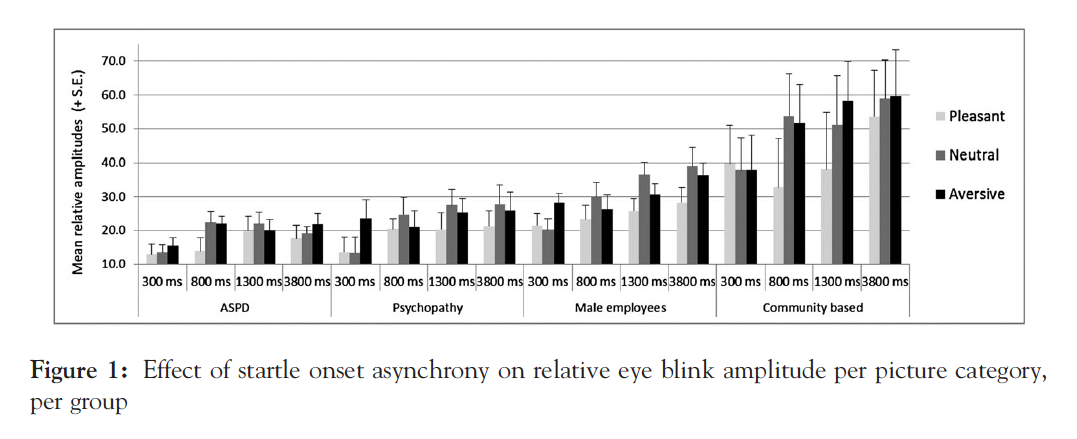 Mean relative amplitudes (+ S.E.)
70.0
60.0
50.0
40.0
30.0
20.0
10.0
300 ms 800 ms 1300 ms 3800 ms 300 ms 800 ms 1300 ms 3800 ms 300 ms 800 ms 1300 ms 3800 ms 300 ms 800 ms 1300 ms 3800 ms
ASPD Psychopathy Male employees Community based
Pleasant
Neutral
Aversive
Figure 1: Effect of startle onset asynchrony on relative eye blink amplitude per picture category,
per group